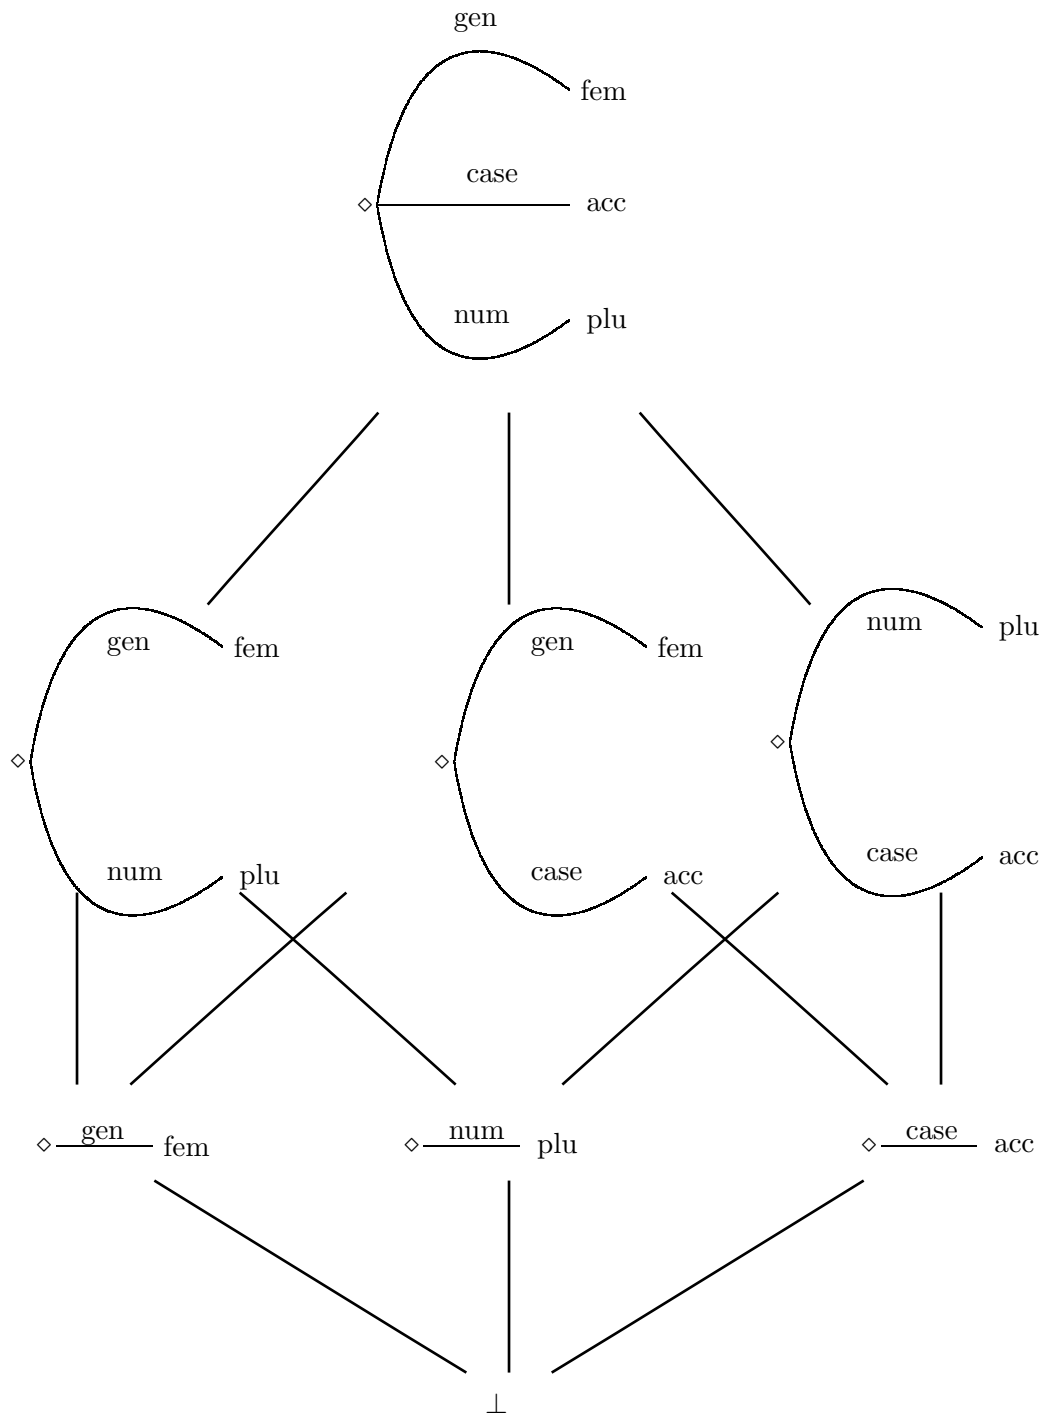 gen
fem
case
◇ acc
num plu
num plu
gen fem gen fem
◇
◇ ◇
case acc
num plu case acc
gen num case
◇ fem ◇ plu ◇ acc
⊥